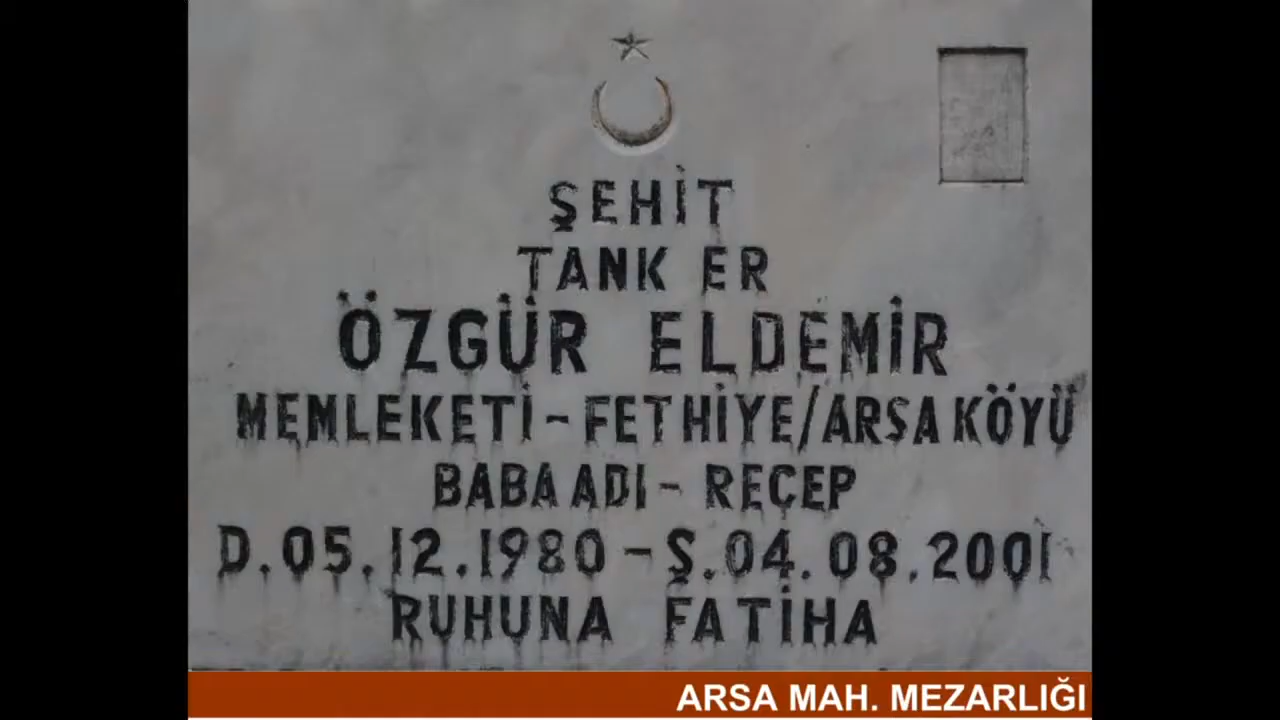 ŞEHİT
TANK ER
ÖZGÜR ELDEMİR
MEMLEKETİ-FETHİYE/ARSA KÖYÜ
BABA ADI- RECEP
D.05.12.1980 -Ş.04.08.2001
RUHUNA FATİHA
ARSA MAH. MEZARLIĞI